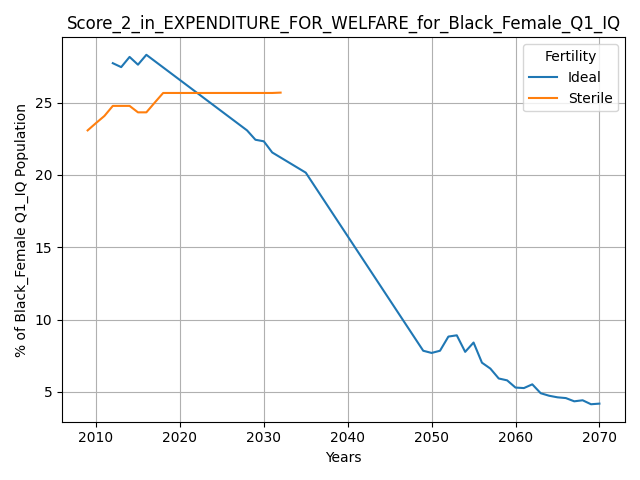 Score_2_in_EXPENDITURE_FOR_WELFARE_for_Black_Female_Q1_IQ
Fertility
Ideal
Sterile
% of Black_Female Q1_IQ Population
25
20
15
10
5
2010 2020 2030 2040 2050 2060 2070
Years